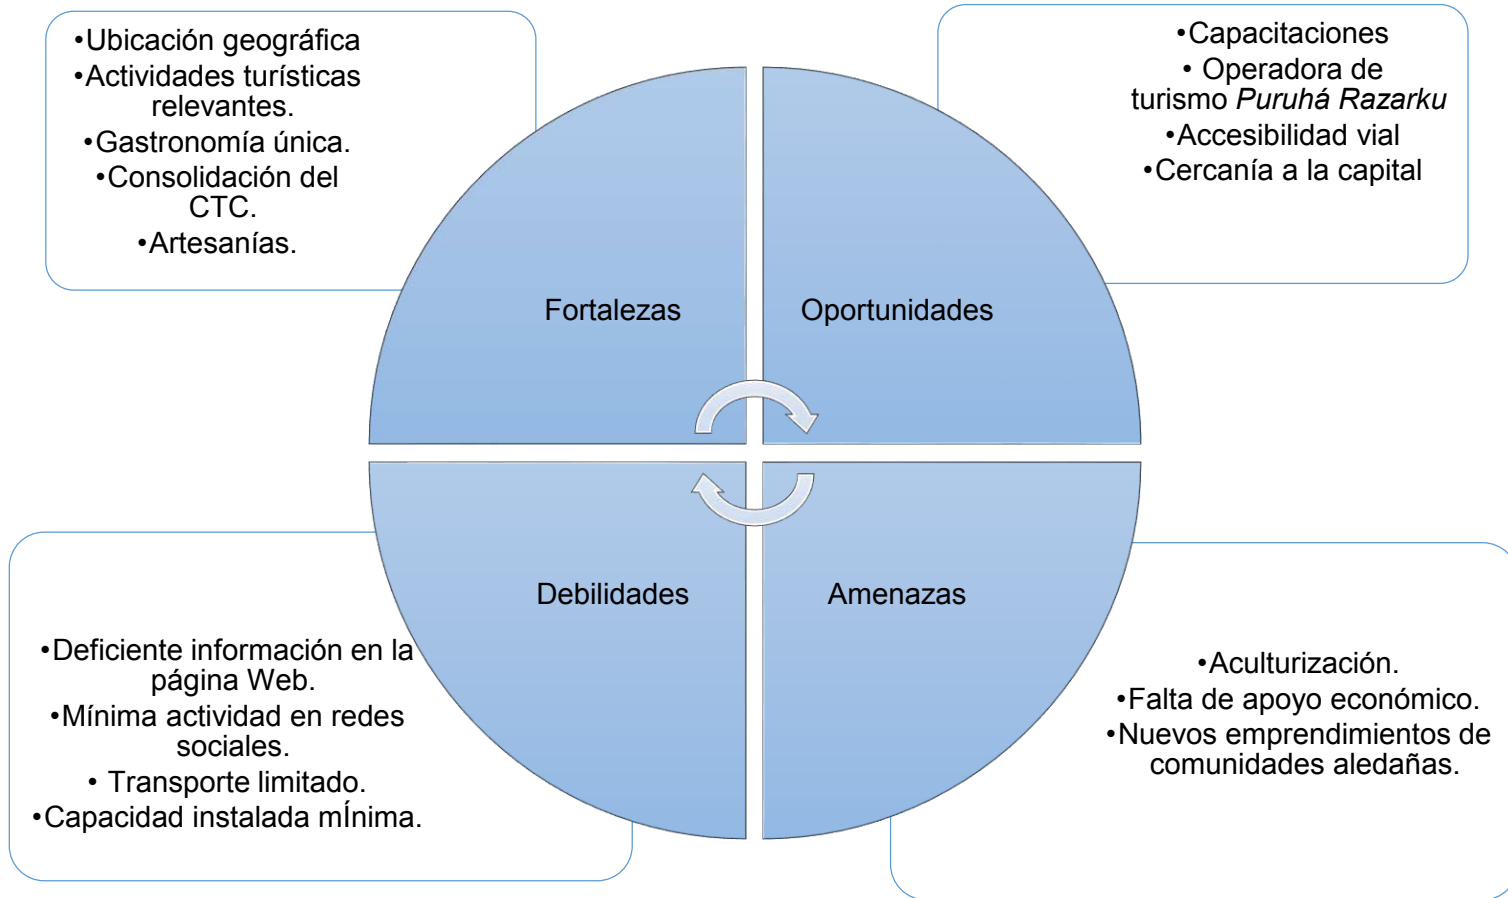 •Ubicación geográfica
•Actividades turísticas
relevantes.
•Gastronomía única.
•Consolidación del
CTC.
•Artesanías.
•Capacitaciones
• Operadora de
turismo Puruhá Razarku
•Accesibilidad vial
•Cercanía a la capital
Fortalezas
Oportunidades
Debilidades
Amenazas
•Deficiente información en la
página Web.
•Mínima actividad en redes
sociales.
• Transporte limitado.
•Capacidad instalada mÍnima.
•Aculturización.
•Falta de apoyo económico.
•Nuevos emprendimientos de
comunidades aledañas.